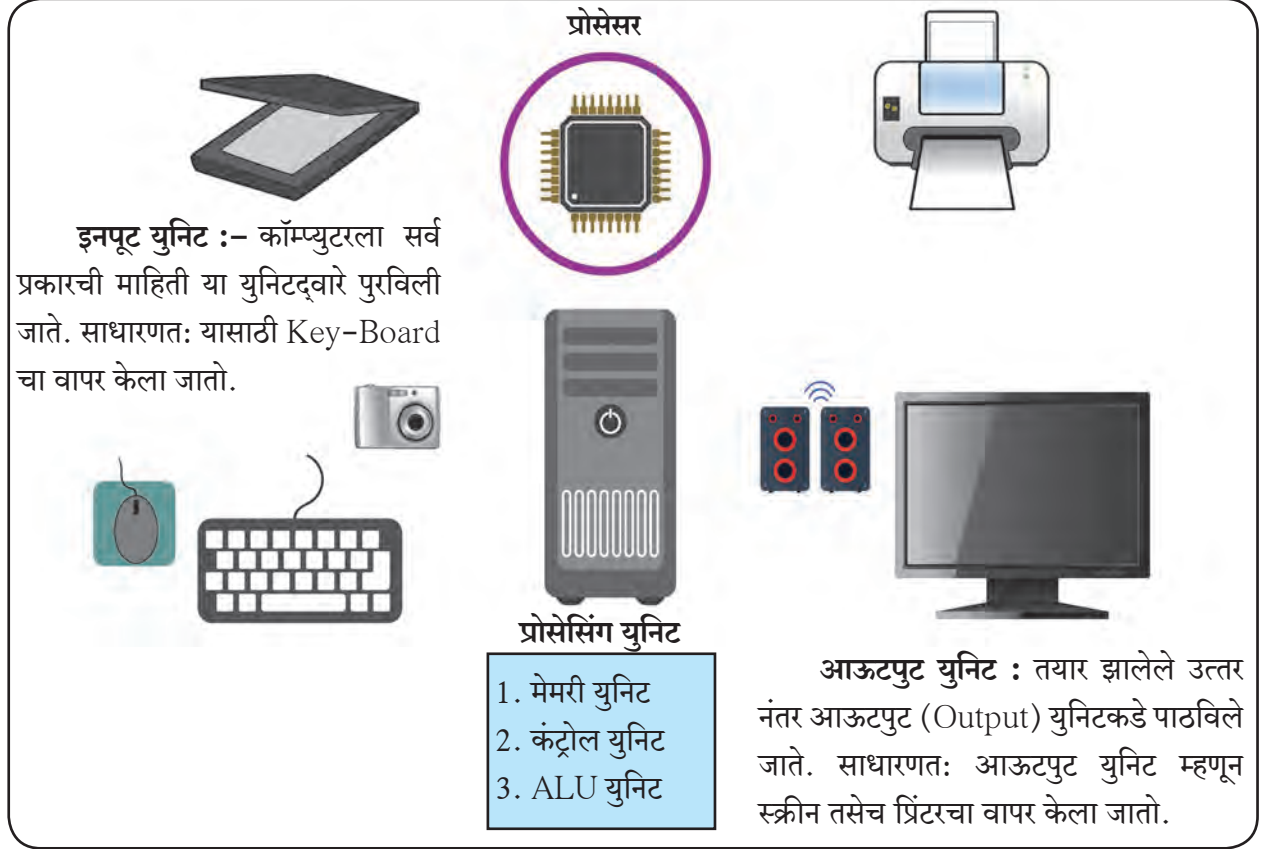 प्रोसेसर
इनपूट युनिट :– कॉम्प्युटरला सर्व
प्रकारची माहिती या युनिटद्‌वारे पुरविली
जाते. साधारणत: यासाठी Key-Board
चा वापर केला जातो.
प्रोसेसिंग युनिट
1. मेमरी युनिट
2. कंट्रोल युनिट
3. ALU युनिट
आऊटपुट युनिट : तयार झालेले उत्तर
नंतर आऊटपुट (Output) युनिटकडे पाठविले
जाते. साधारणत: आऊटपुट युनिट म्हणून
स्क्रीन तसेच प्रिंटरचा वापर केला जातो.